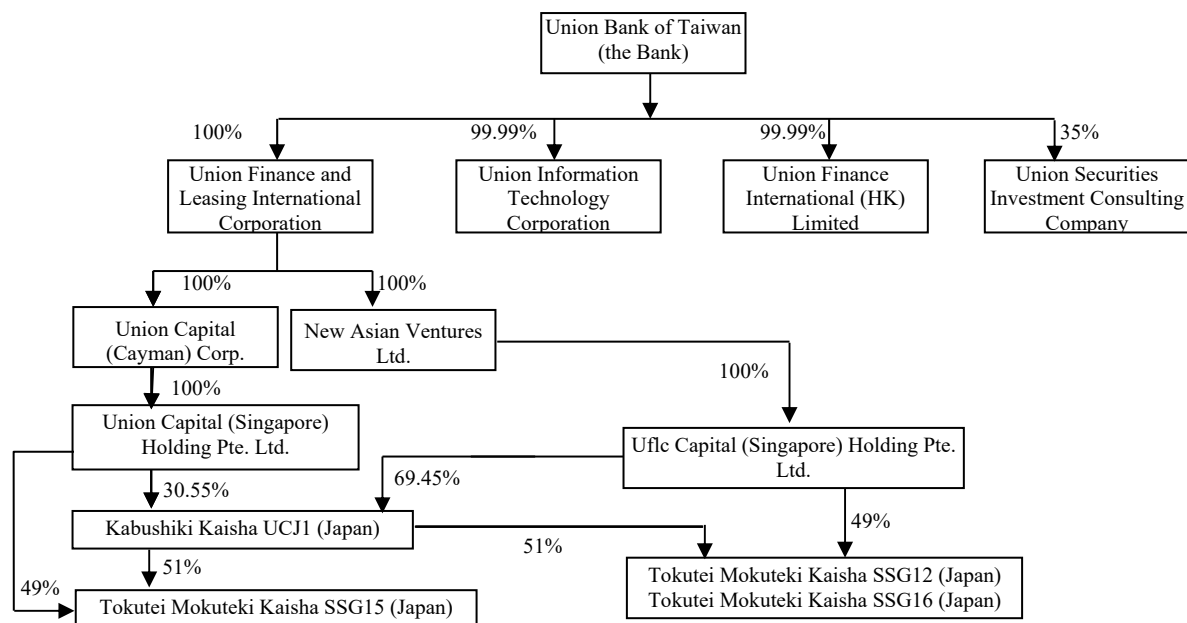 Union Bank of Taiwan
(the Bank)
100%
99.99%
99.99%
35%
Union Finance and
Leasing International
Corporation
Union Information
Technology
Corporation
Union Finance
International (HK)
Limited
Union Securities
Investment Consulting
Company
100%
100%
Union Capital
(Cayman) Corp.
New Asian Ventures
Ltd.
100%
100%
Union Capital (Singapore)
Holding Pte. Ltd.
Uflc Capital (Singapore) Holding Pte.
Ltd.
30.55%
69.45%
Kabushiki Kaisha UCJ1 (Japan)
49%
51%
51%
49%
Tokutei Mokuteki Kaisha SSG12 (Japan)
Tokutei Mokuteki Kaisha SSG16 (Japan)
Tokutei Mokuteki Kaisha SSG15 (Japan)